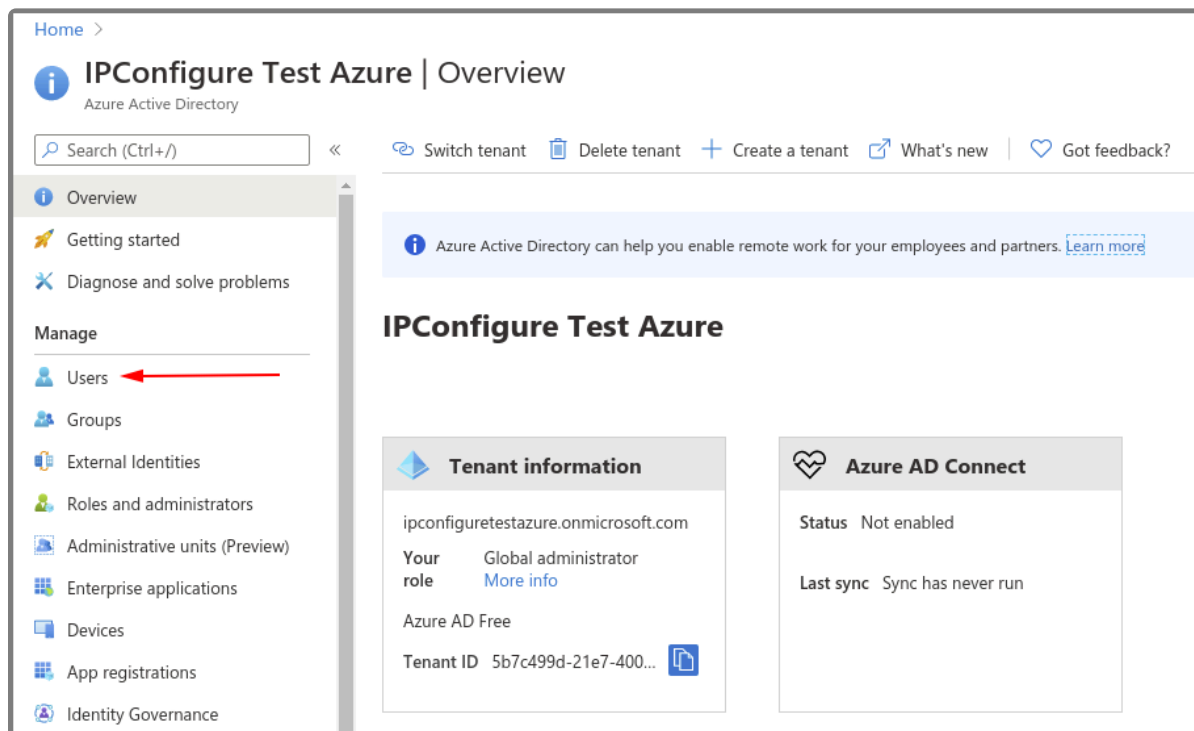 Home >
IPConfigure Test Azure | Overview
Azure Active Directory
Search (Ctrl+/)
«
Overview
Getting started
Diagnose and solve problems
Manage
Users
Groups
External Identities
Roles and administrators
Administrative units (Preview)
Enterprise applications
Devices
App registrations
Identity Governance
Switch tenant Delete tenant Create a tenant What's new Got feedback?
Azure Active Directory can help you enable remote work for your employees and partners. Learn more
IPConfigure Test Azure
Tenant information
ipconfiguretestazure.onmicrosoft.com
Your role Global administrator
More info
Azure AD Free
Tenant ID 5b7c499d-21e7-400...
Azure AD Connect
Status Not enabled
Last sync Sync has never run